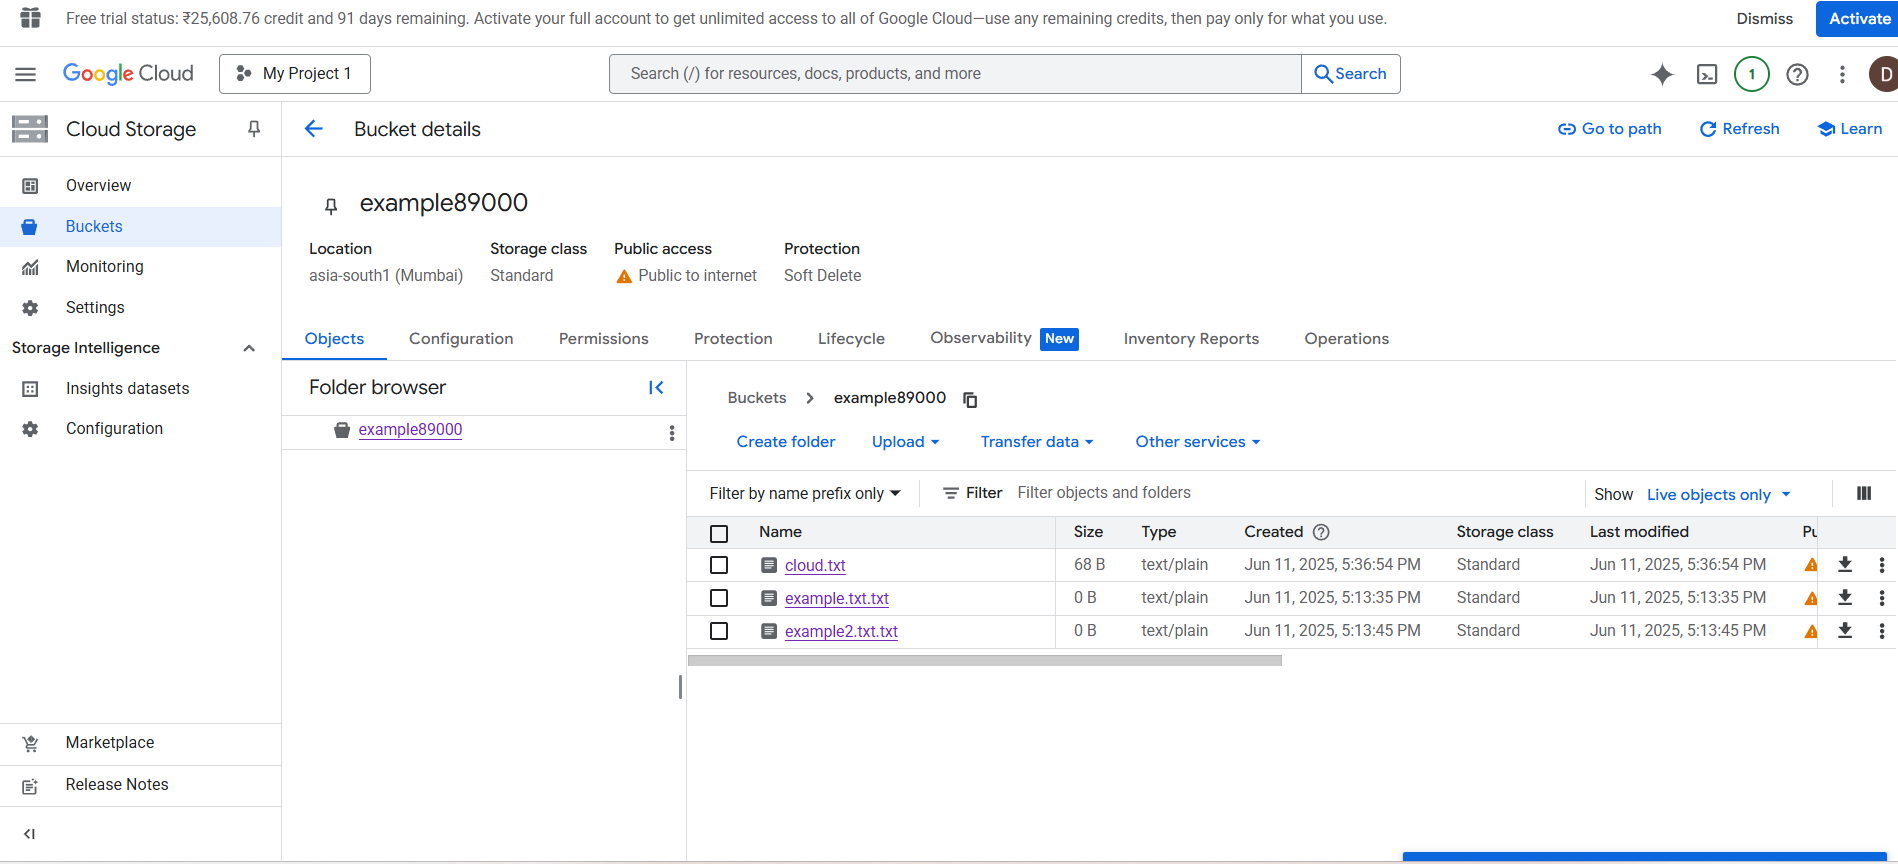 Free trial status: ₹25,608.76 credit and 91 days remaining. Activate your full account to get unlimited access to all of Google Cloud—use any remaining credits, then pay only for what you use.
Dismiss
Activate
Google Cloud
My Project 1
Search (/) for resources, docs, products, and more
Search
1
D
Cloud Storage
Overview
Buckets
Monitoring
Settings
Storage Intelligence
Insights datasets
Configuration
Marketplace
Release Notes
Bucket details
Go to path
Refresh
Learn
example89000
Location Storage class Public access Protection
asia-south1 (Mumbai) Standard Public to internet Soft Delete
Objects Configuration Permissions Protection Lifecycle Observability New Inventory Reports Operations
Folder browser
example89000
Buckets example89000
Create folder Upload Transfer data Other services
Filter by name prefix only Filter Filter objects and folders Show Live objects only
Name Size Type Created Storage class Last modified Pu
cloud.txt 68 B text/plain Jun 11, 2025, 5:36:54 PM Standard Jun 11, 2025, 5:36:54 PM
example.txt.txt 0 B text/plain Jun 11, 2025, 5:13:35 PM Standard Jun 11, 2025, 5:13:35 PM
example2.txt.txt 0 B text/plain Jun 11, 2025, 5:13:45 PM Standard Jun 11, 2025, 5:13:45 PM